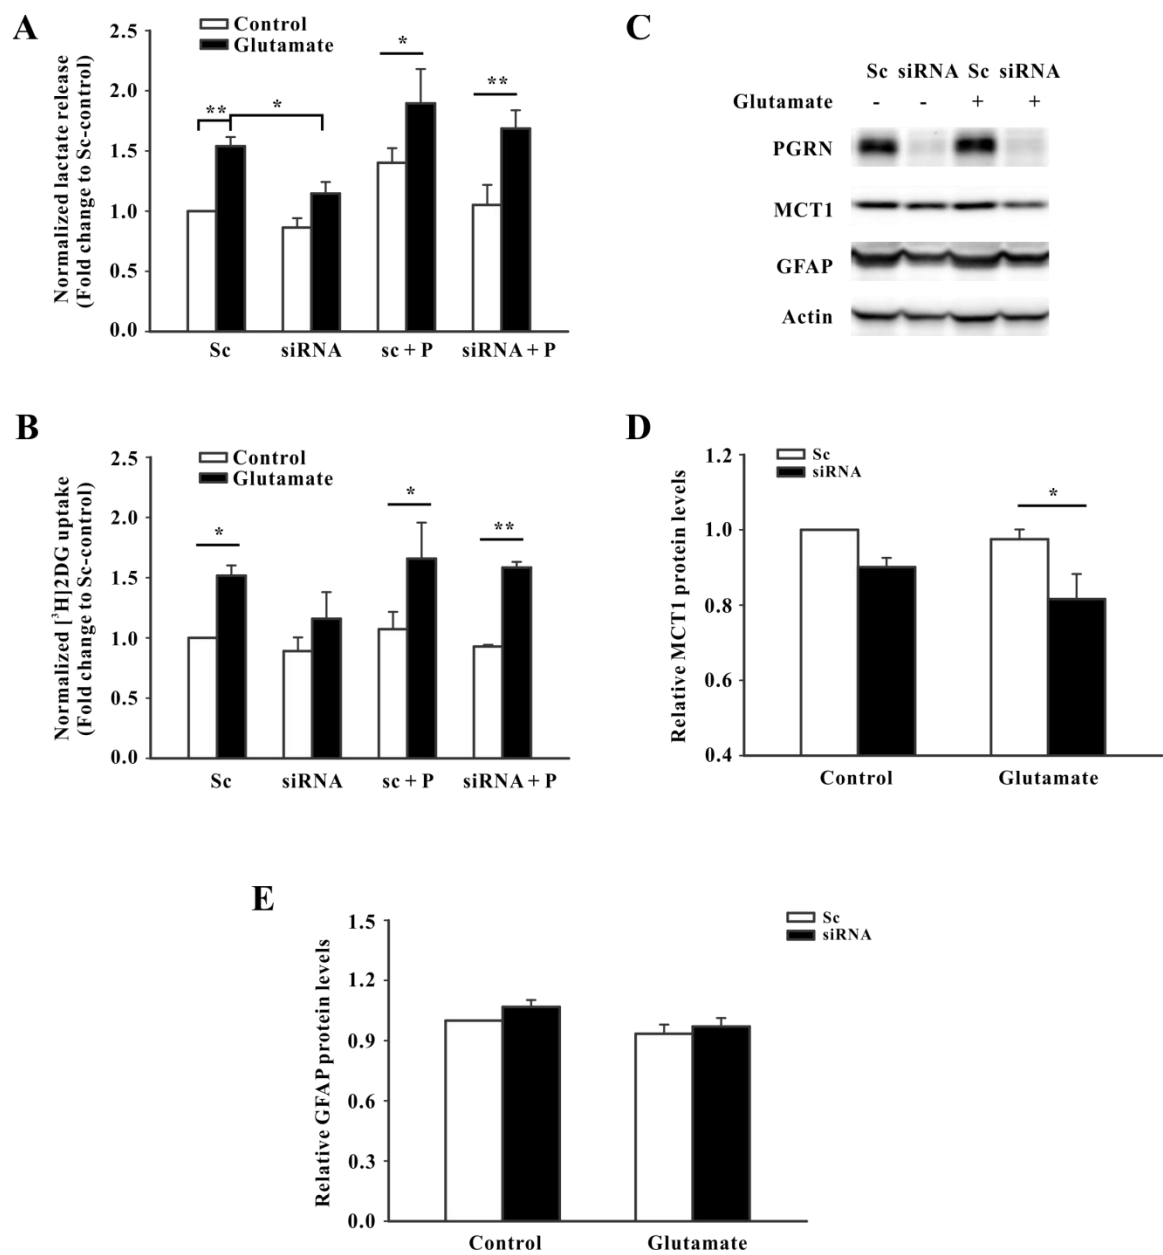 A
Normalized lactate release
(Fold change to Sc-control)
2.5
2.0
1.5
1.0
0.5
0.0
Control
Glutamate
**
*
*
**
Sc
siRNA
sc + P
siRNA + P
B
Normalized [³H]2DG uptake
(Fold change to Sc-control)
2.5
2.0
1.5
1.0
0.5
0.0
Control
Glutamate
*
*
**
Sc
siRNA
sc + P
siRNA + P
C
Sc siRNA Sc siRNA
Glutamate - - + +
PGRN
MCT1
GFAP
Actin
D
Relative MCT1 protein levels
1.2
1.0
0.8
0.6
0.4
Sc
siRNA
*
Control
Glutamate
E
Relative GFAP protein levels
1.5
1.2
0.9
0.6
0.3
0.0
Sc
siRNA
Control
Glutamate